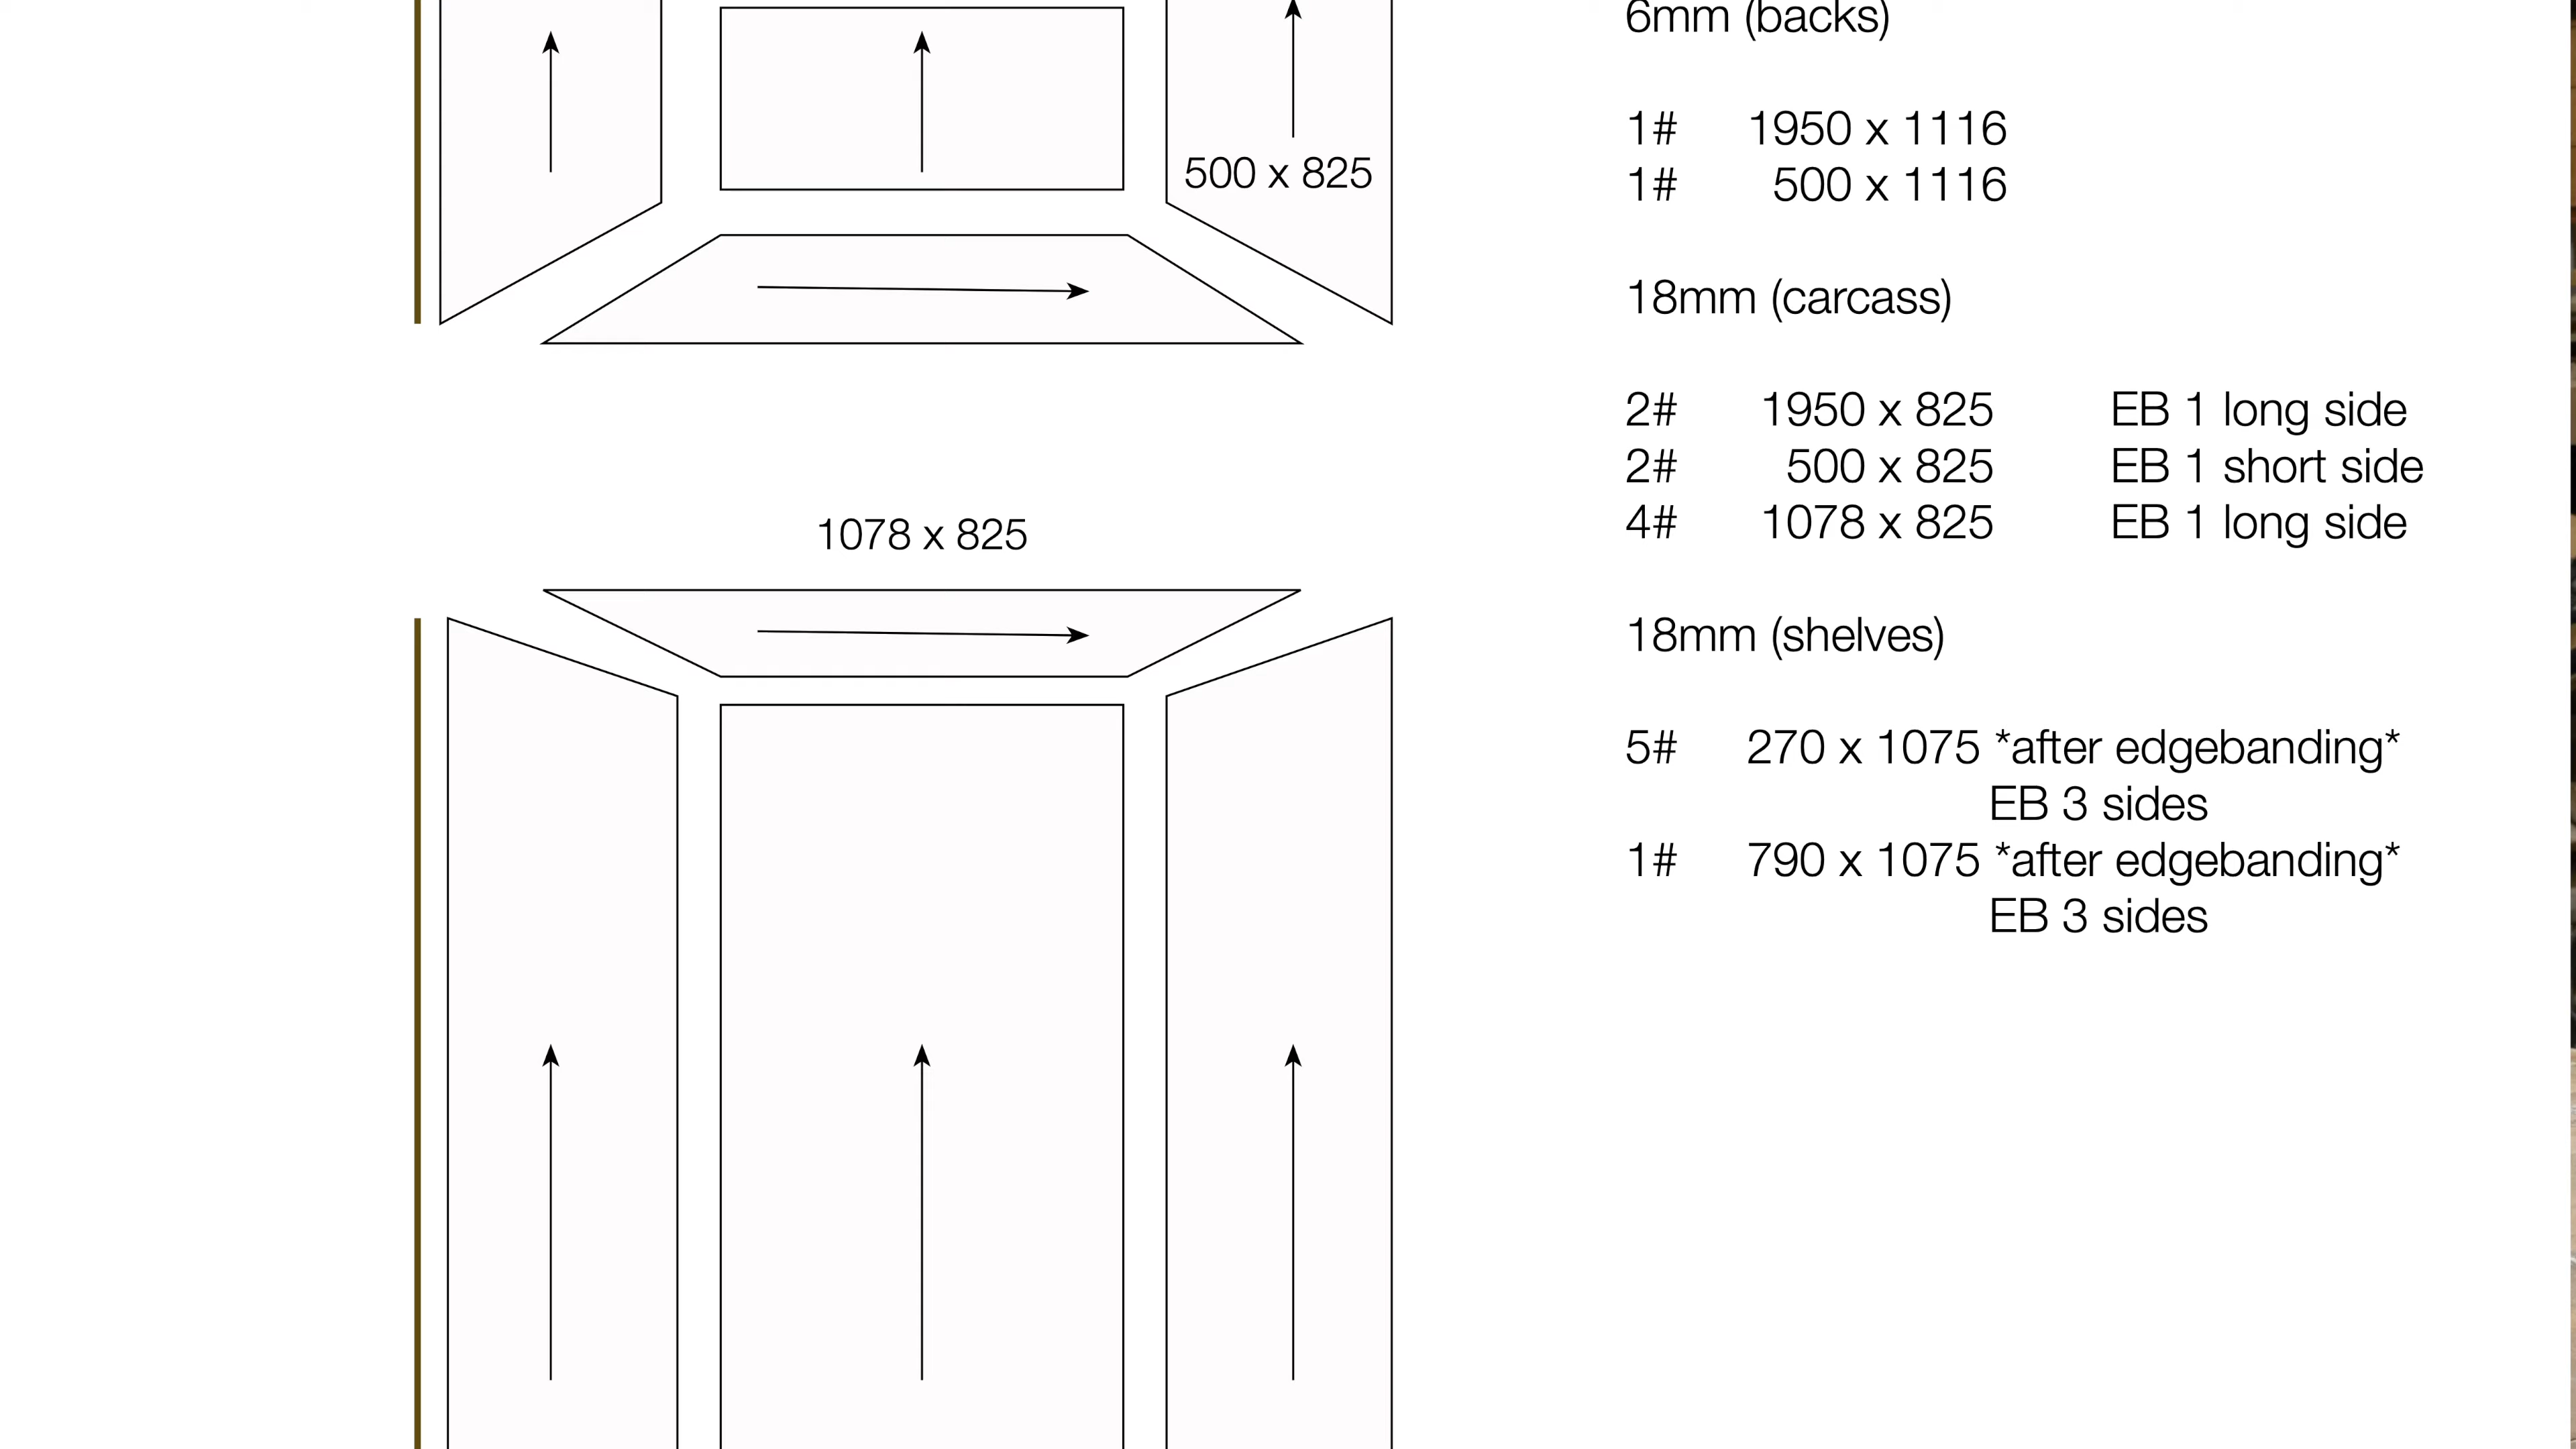 6mm (backs)
1# 1950 x 1116
1# 500 x 1116
18mm (carcass)
2# 1950 x 825 EB 1 long side
2# 500 x 825 EB 1 short side
4# 1078 x 825 EB 1 long side
18mm (shelves)
5# 270 x 1075 *after edgebanding*
EB 3 sides
1# 790 x 1075 *after edgebanding*
EB 3 sides
500 x 825
1078 x 825